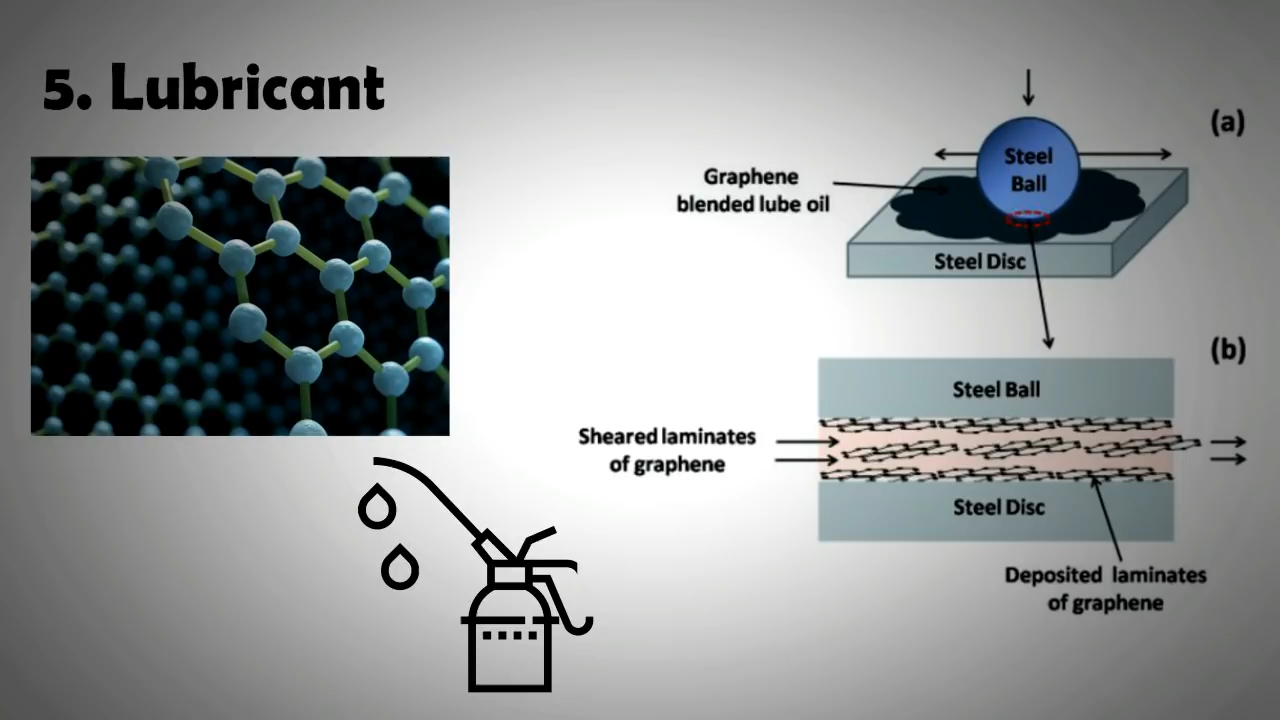 5. Lubricant
(a)
Steel
Ball
Graphene
blended lube oil
Steel Disc
(b)
Steel Ball
Sheared laminates
of graphene
Steel Disc
Deposited laminates
of graphene